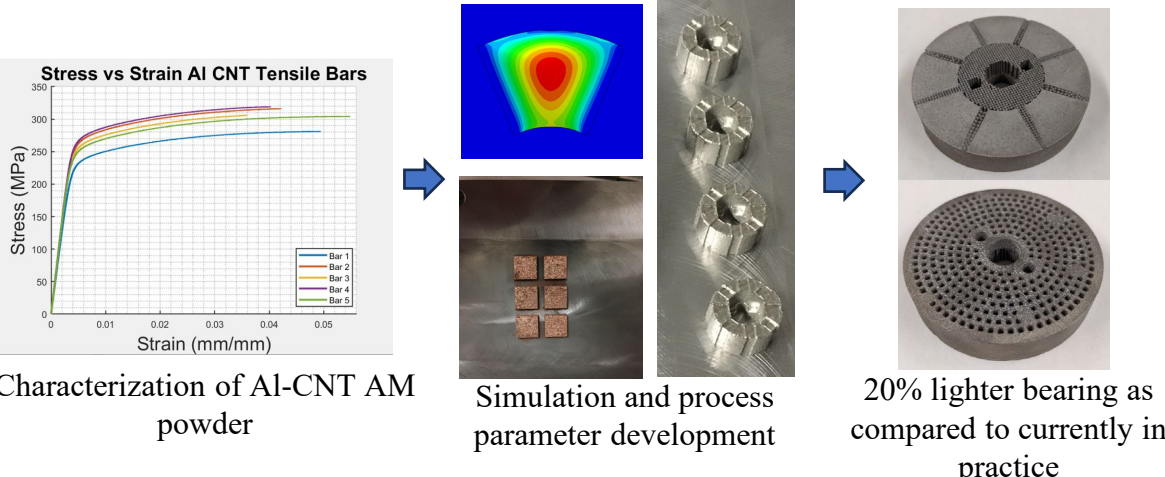 Stress vs Strain Al CNT Tensile Bars
Stress (MPa)
350
300
250
200
150
100
50
0
0
0.01
0.02
0.03
0.04
0.05
Strain (mm/mm)
Bar 1
Bar 2
Bar 3
Bar 4
Bar 5
Characterization of Al-CNT AM
powder
Simulation and process
parameter development
20% lighter bearing as
compared to currently in
practice